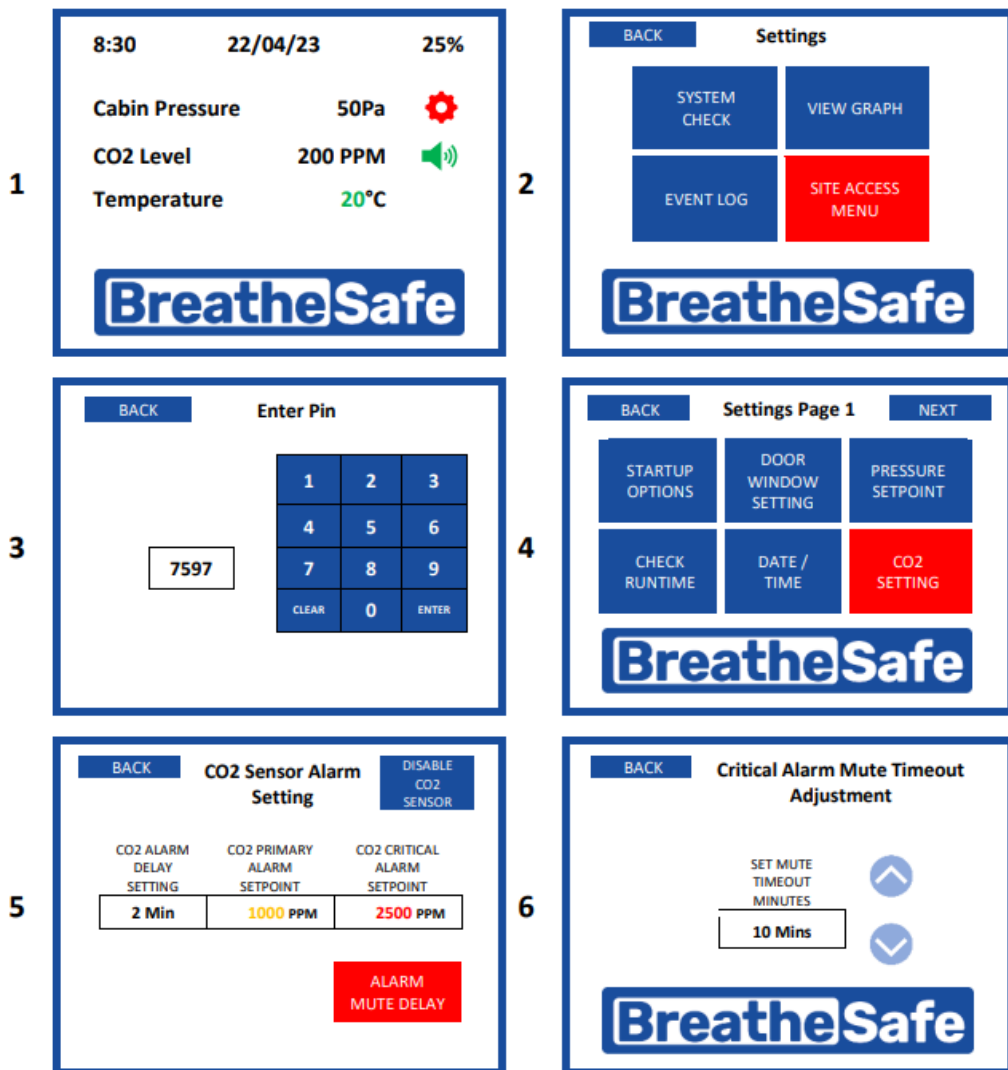 1
8:30 22/04/23 25%
Cabin Pressure 50Pa
CO2 Level 200 PPM
Temperature 20°C
BreatheSafe
2
BACK Settings
SYSTEM
CHECK
VIEW GRAPH
EVENT LOG
SITE ACCESS
MENU
BreatheSafe
3
BACK Enter Pin
7597
1 2 3
4 5 6
7 8 9
CLEAR 0 ENTER
4
BACK Settings Page 1 NEXT
STARTUP
OPTIONS
DOOR
WINDOW
SETTING
PRESSURE
SETPOINT
CHECK
RUNTIME
DATE /
TIME
CO2
SETTING
BreatheSafe
5
BACK
CO2 Sensor Alarm
Setting
DISABLE
CO2
SENSOR
CO2 ALARM
DELAY
SETTING
2 Min
CO2 PRIMARY
ALARM
SETPOINT
1000 PPM
CO2 CRITICAL
ALARM
SETPOINT
2500 PPM
ALARM
MUTE DELAY
6
BACK
Critical Alarm Mute Timeout
Adjustment
SET MUTE
TIMEOUT
MINUTES
10 Mins
BreatheSafe